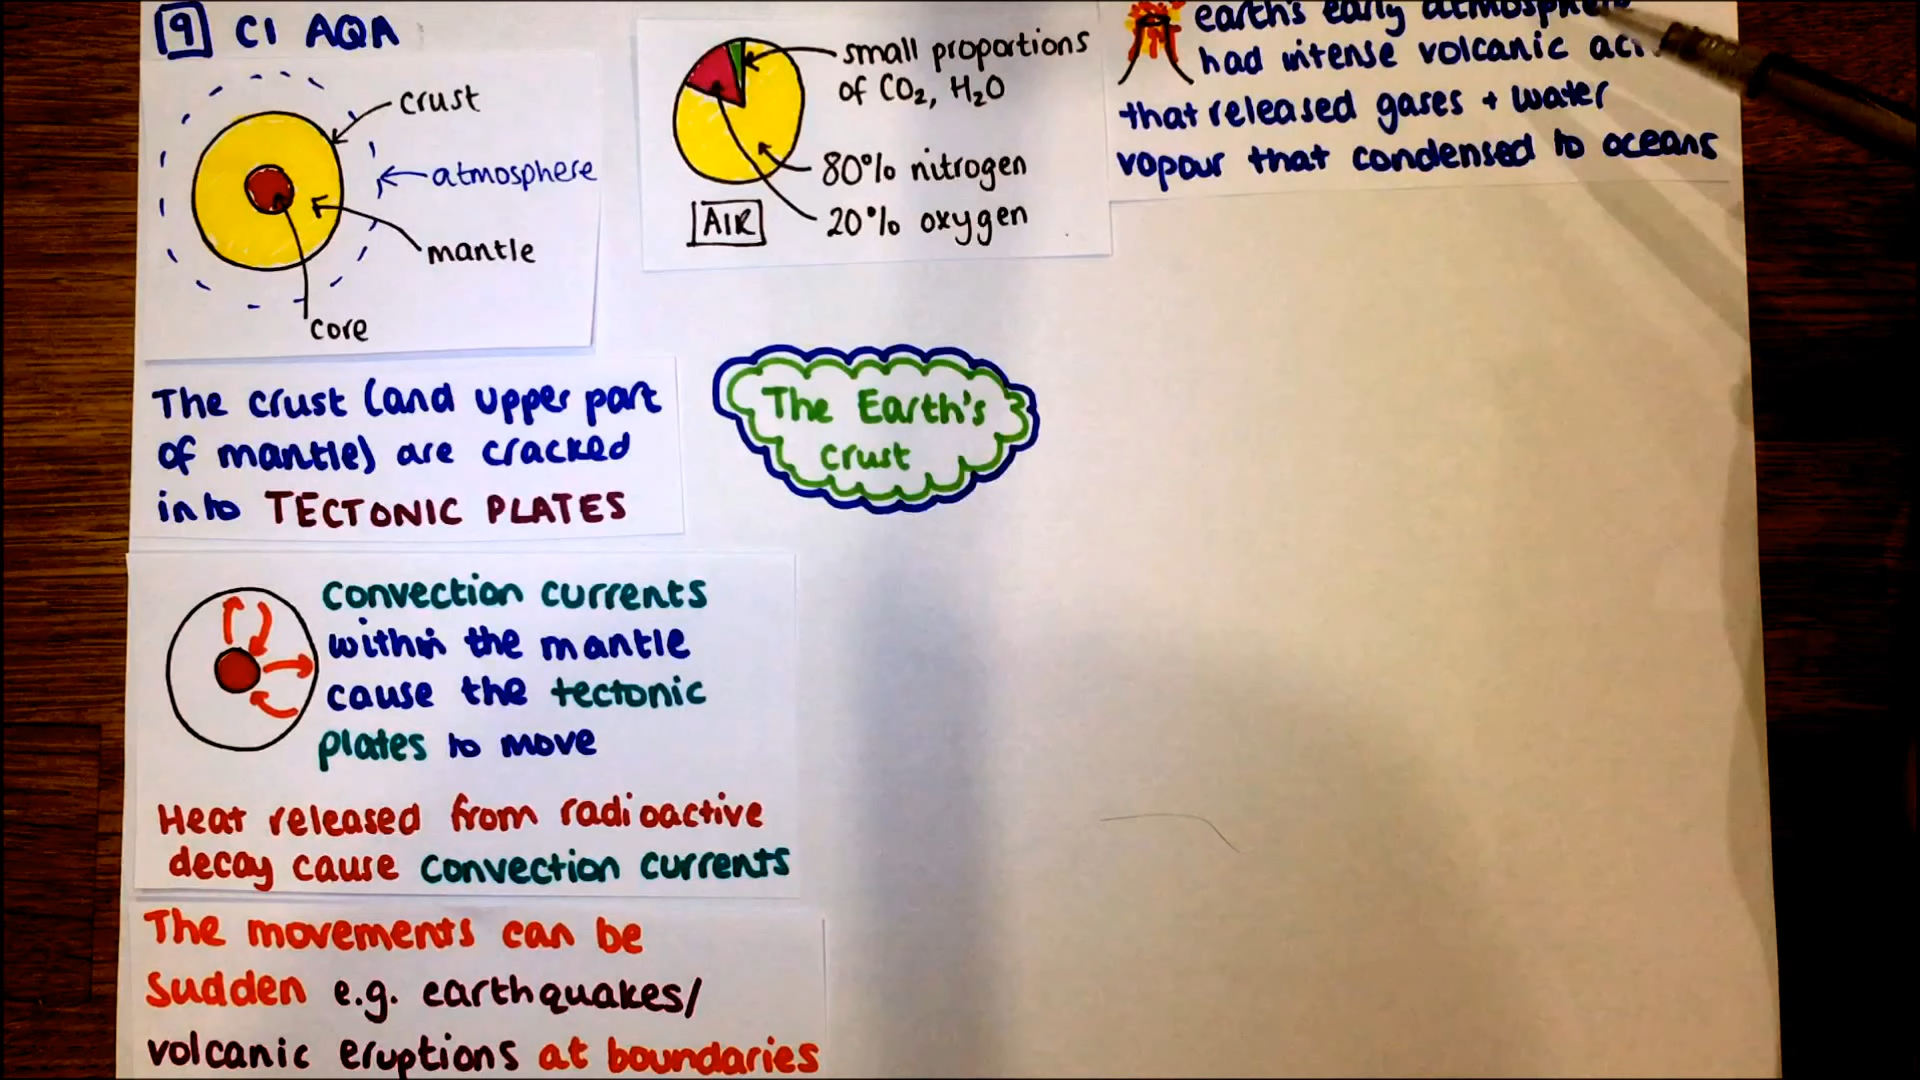 9 C1 AQA
crust
atmosphere
mantle
core
small proportions
of CO₂, H₂O
80% nitrogen
20% oxygen
AIR
earth's early atmosphere
had intense volcanic
that released gases + water
vapour that condensed to oceans
The Earth's
crust
The crust (and upper part
of mantle) are cracked
into TECTONIC PLATES
convection currents
within the mantle
cause the tectonic
plates to move
Heat released from radioactive
decay cause convection currents
The movements can be
sudden e.g. earthquakes/
volcanic eruptions at boundaries